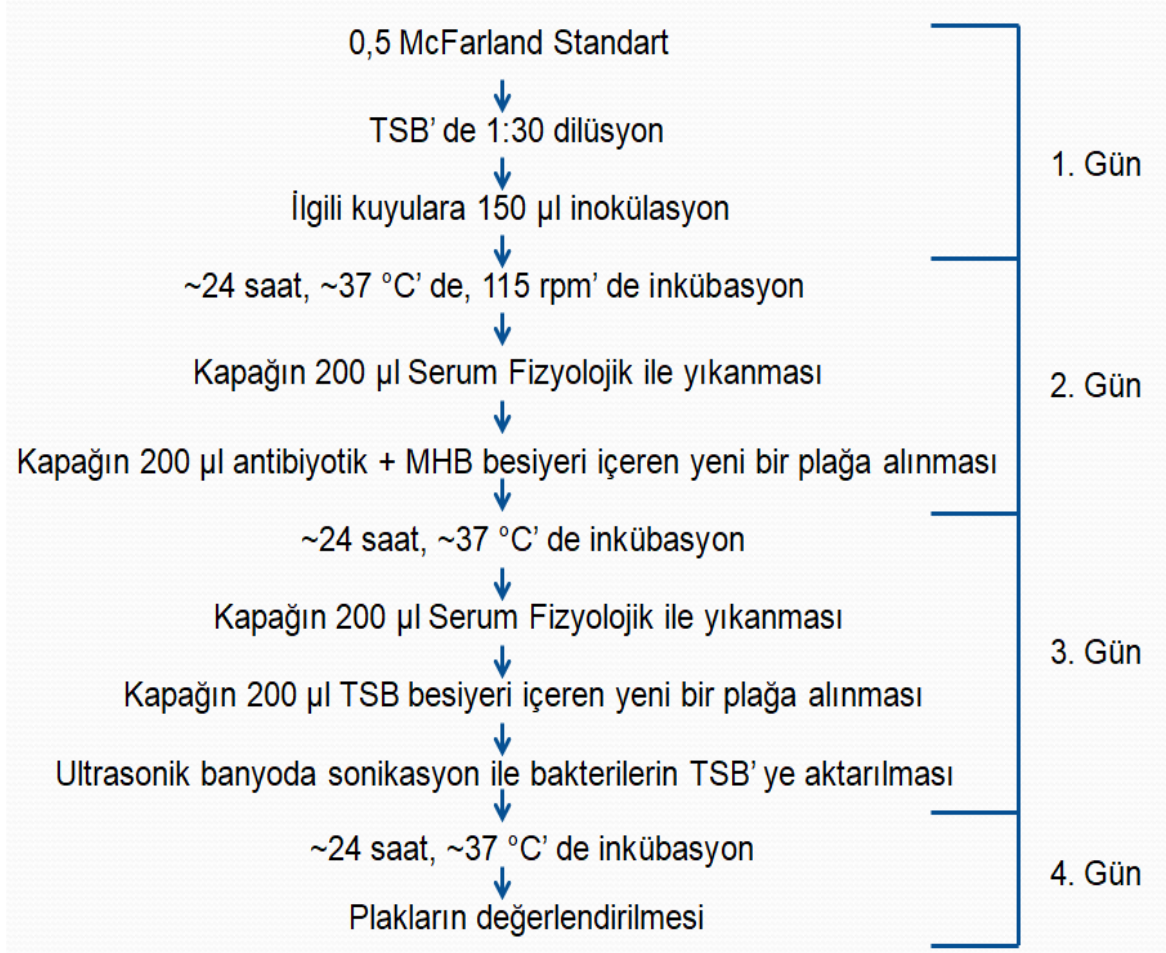 0,5 McFarland Standart
TSB’ de 1:30 dilüsyon
İlgili kuyulara 150 µl inokülasyon
1. Gün
~24 saat, ~37 °C’ de, 115 rpm’ de inkübasyon
Kapağın 200 µl Serum Fizyolojik ile yıkanması
2. Gün
Kapağın 200 µl antibiyotik + MHB besiyeri içeren yeni bir plağa alınması
~24 saat, ~37 °C’ de inkübasyon
Kapağın 200 µl Serum Fizyolojik ile yıkanması
3. Gün
Kapağın 200 µl TSB besiyeri içeren yeni bir plağa alınması
Ultrasonik banyoda sonikasyon ile bakterilerin TSB’ ye aktarılması
~24 saat, ~37 °C’ de inkübasyon
4. Gün
Plakların değerlendirilmesi